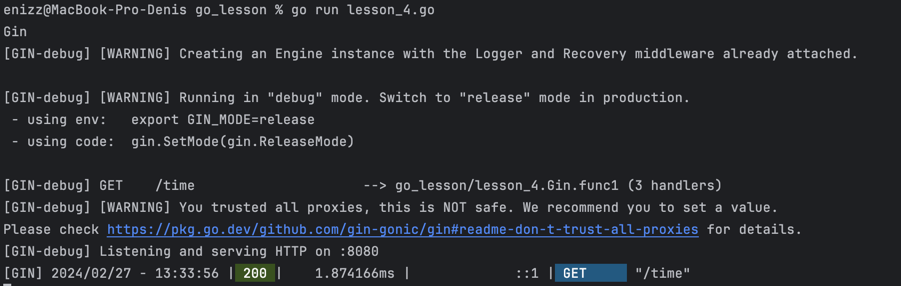 enizz@MacBook-Pro-Denis go_lesson % go run lesson_4.go
Gin
[GIN-debug] [WARNING] Creating an Engine instance with the Logger and Recovery middleware already attached.
[GIN-debug] [WARNING] Running in "debug" mode. Switch to "release" mode in production.
 - using env:   export GIN_MODE=release
 - using code:  gin.SetMode(gin.ReleaseMode)
[GIN-debug] GET    /time                     --> go_lesson/lesson_4.Gin.func1 (3 handlers)
[GIN-debug] [WARNING] You trusted all proxies, this is NOT safe. We recommend you to set a value.
Please check https://pkg.go.dev/github.com/gin-gonic/gin#readme-don-t-trust-all-proxies for details.
[GIN-debug] Listening and serving HTTP on :8080
[GIN] 2024/02/27 - 13:33:56 | 200 |    1.874166ms |             ::1 | GET      "/time"